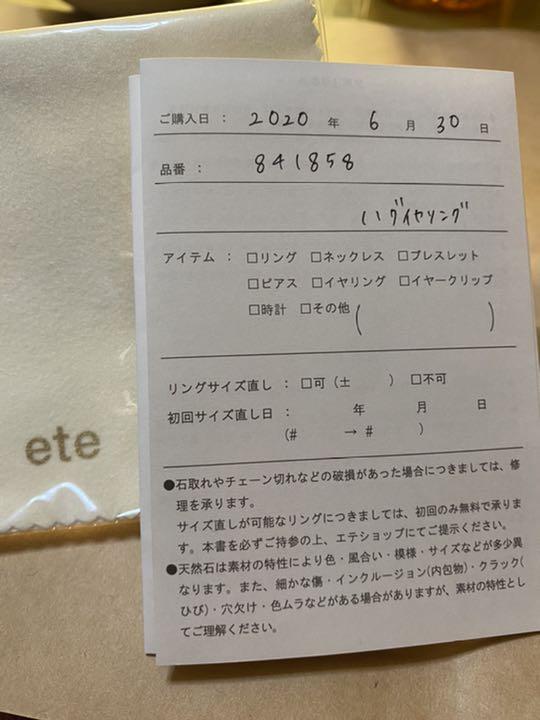 ご購入日 : 2020 年 6 月 30 日
品番 : 841858
ハグイヤリング
アイテム : □リング □ネックレス □ブレスレット
□ピアス □イヤリング □イヤークリップ
□時計 □その他( )
リングサイズ直し : □可(± ) □不可
初回サイズ直し日 : 年 月 日
(# → # )
●石取れやチェーン切れなどの破損があった場合につきましては、修
理を承ります。
サイズ直しが可能なリングにつきましては、初回のみ無料で承りま
す。本書を必ずご持参の上、エテショップにてご提示ください。
●天然石は素材の特性により色・風合い・模様・サイズなどが多少異
なります。また、細かな傷・インクルージョン(内包物)・クラック(
ひび)・穴欠け・色ムラなどがある場合がありますが、素材の特性とし
てご理解ください。
ete